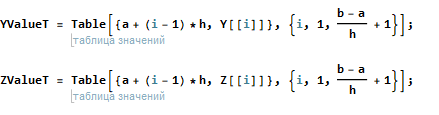 YValueT = Table[{a + (i - 1) * h, Y[[i]]}, {i, 1, (b - a)/h + 1}];
таблица значений
ZValueT = Table[{a + (i - 1) * h, Z[[i]]}, {i, 1, (b - a)/h + 1}];
таблица значений